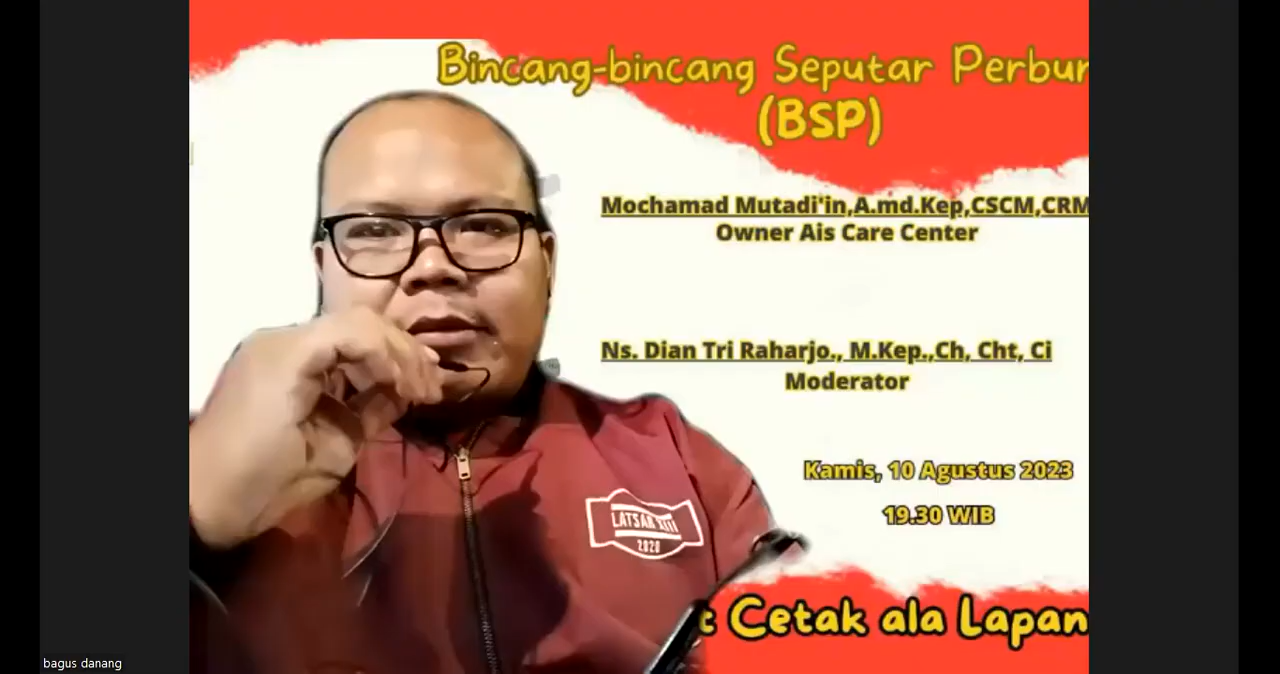 Bincang-bincang Seputar Perbur
(BSP)
Mochamad Mutadi'in,A.md.Kep,CSCM,CRM
Owner Ais Care Center
Ns. Dian Tri Raharjo., M.Kep.,Ch, Cht, Ci
Moderator
Kamis, 10 Agustus 2023
19.30 WIB
LATSAR XIII
2020
t Cetak ala Lapan
bagus danang